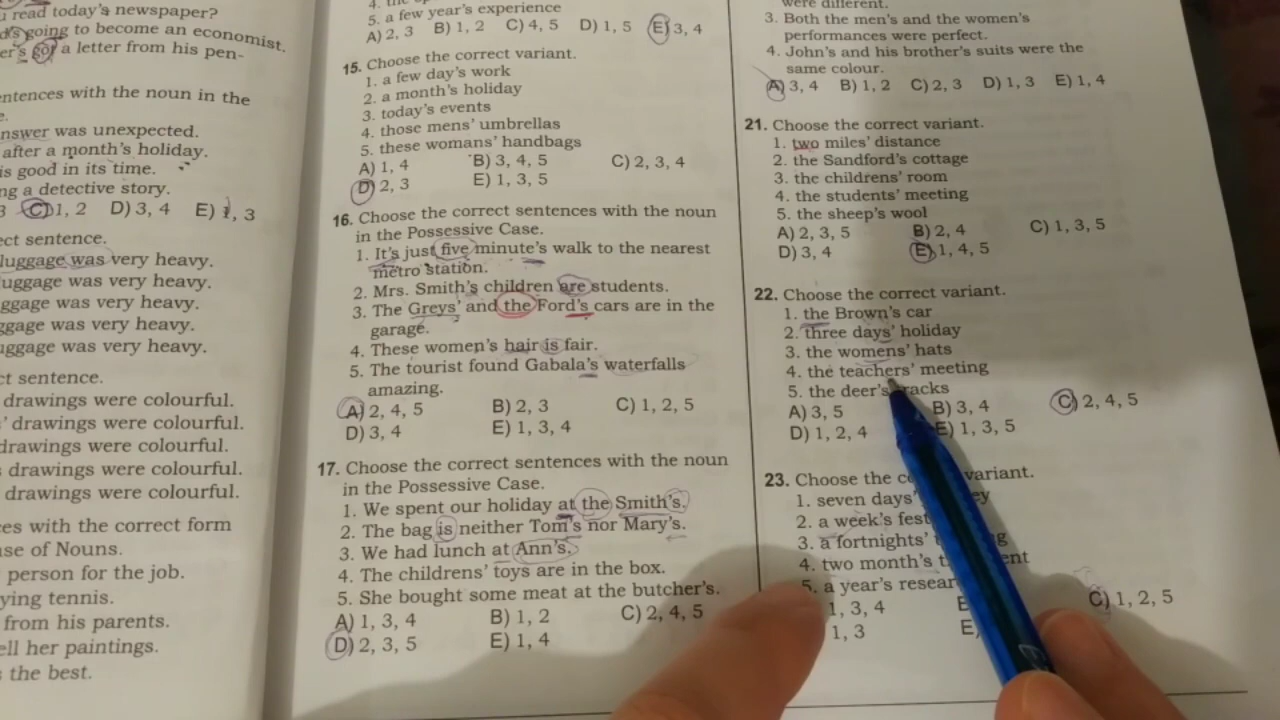 u read today's newspaper?
going to become an economist.
er's got a letter from his pen-
entences with the noun in the
answer was unexpected.
after a month's holiday.
is good in its time.
ng a detective story.
3 C) 1, 2 D) 3, 4 E) 1, 3
ect sentence.
luggage was very heavy.
uggage was very heavy.
ggage was very heavy.
ggage was very heavy.
uggage was very heavy.
ct sentence.
drawings were colourful.
' drawings were colourful.
drawings were colourful.
s drawings were colourful.
drawings were colourful.
ces with the correct form
ase of Nouns.
person for the job.
ying tennis.
from his parents.
ell her paintings.
s the best.
5. a few year's experience
A) 2, 3 B) 1, 2 C) 4, 5 D) 1, 5 E) 3, 4
15. Choose the correct variant.
1. a few day's work
2. a month's holiday
3. today's events
4. those mens' umbrellas
5. these womans' handbags
A) 1, 4 B) 3, 4, 5 C) 2, 3, 4
D) 2, 3 E) 1, 3, 5
16. Choose the correct sentences with the noun
in the Possessive Case.
1. It's just five minute's walk to the nearest
metro station.
2. Mrs. Smith's children are students.
3. The Greys' and the Ford's cars are in the
garage.
4. These women's hair is fair.
5. The tourist found Gabala's waterfalls
amazing.
A) 2, 4, 5 B) 2, 3 C) 1, 2, 5
D) 3, 4 E) 1, 3, 4
17. Choose the correct sentences with the noun
in the Possessive Case.
1. We spent our holiday at the Smith's.
2. The bag is neither Tom's nor Mary's.
3. We had lunch at Ann's.
4. The childrens' toys are in the box.
5. She bought some meat at the butcher's.
A) 1, 3, 4 B) 1, 2 C) 2, 4, 5
D) 2, 3, 5 E) 1, 4
were different.
3. Both the men's and the women's
performances were perfect.
4. John's and his brother's suits were the
same colour.
A) 3, 4 B) 1, 2 C) 2, 3 D) 1, 3 E) 1, 4
21. Choose the correct variant.
1. two miles' distance
2. the Sandford's cottage
3. the childrens' room
4. the students' meeting
5. the sheep's wool
A) 2, 3, 5 B) 2, 4 C) 1, 3, 5
D) 3, 4 E) 1, 4, 5
22. Choose the correct variant.
1. the Brown's car
2. three days' holiday
3. the womens' hats
4. the teachers' meeting
5. the deer's racks
A) 3, 5 B) 3, 4 C) 2, 4, 5
D) 1, 2, 4 E) 1, 3, 5
23. Choose the variant.
1. seven days'
2. a week's
3. a fortnights'
4. two month's
5. a year's
1, 3, 4 C) 1, 2, 5
1, 3 E)